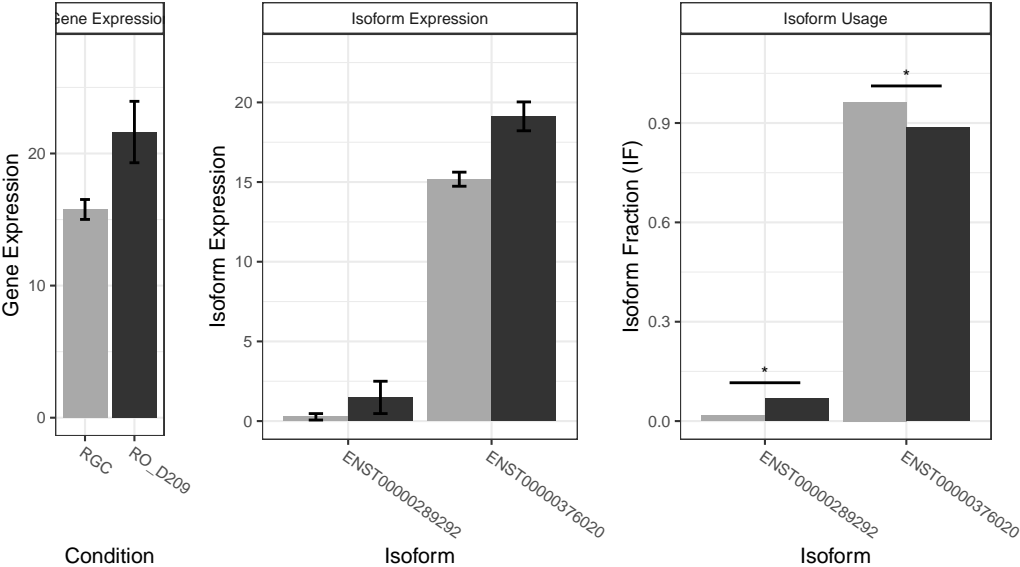 Gene Expression
Isoform Expression
Isoform Usage
Gene Expression
20
10
0
RGC
RO_D209
Condition
Isoform Expression
20
15
10
5
0
ENST00000289292
ENST00000376020
Isoform
Isoform Fraction (IF)
0.9
0.6
0.3
0.0
*
*
ENST00000289292
ENST00000376020
Isoform